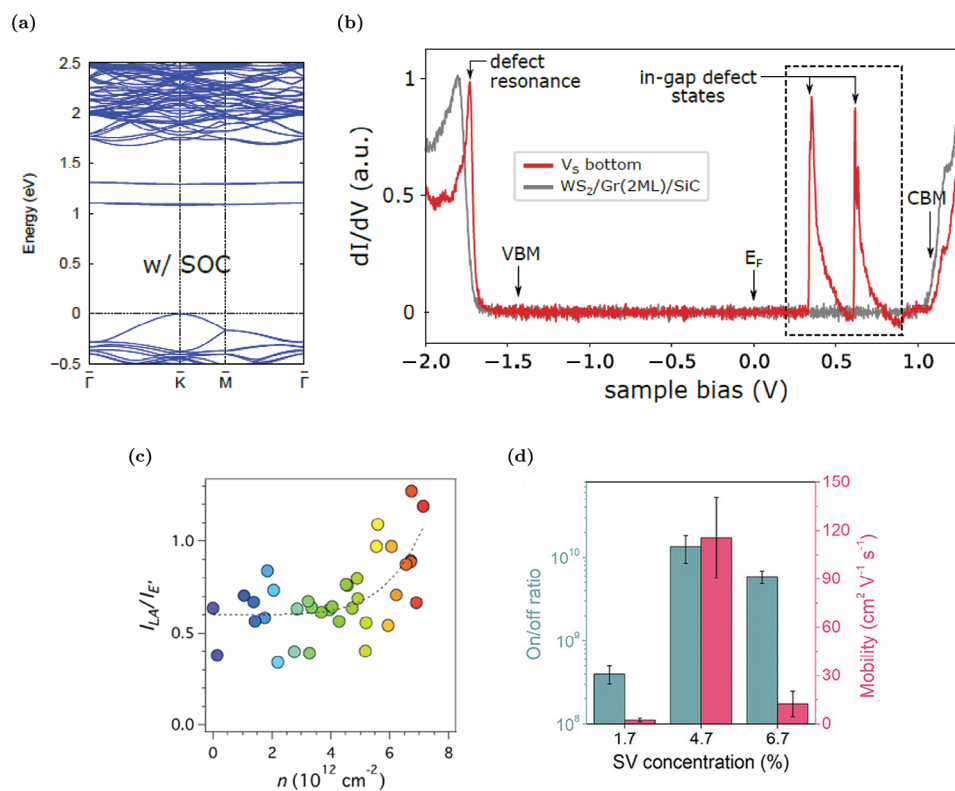 (a)
2.5
2
1.5
1
0.5
0
−0.5
Energy (eV)
w/ SOC
Γ̄
K̄
M̄
Γ̄
(b)
dI/dV (a.u.)
1
0.5
0
defect
resonance
in-gap defect
states
Vs bottom
WS2/Gr(2ML)/SiC
VBM
EF
CBM
−2.0
−1.5
−1.0
−0.5
0.0
0.5
1.0
sample bias (V)
(c)
ILA/IE′
1.0
0.5
0.0
0
2
4
6
8
n (10^12 cm^-2)
(d)
On/off ratio
10^10
10^9
10^8
150
120
90
60
30
0
Mobility (cm^2 V^-1 s^-1)
1.7
4.7
6.7
SV concentration (%)